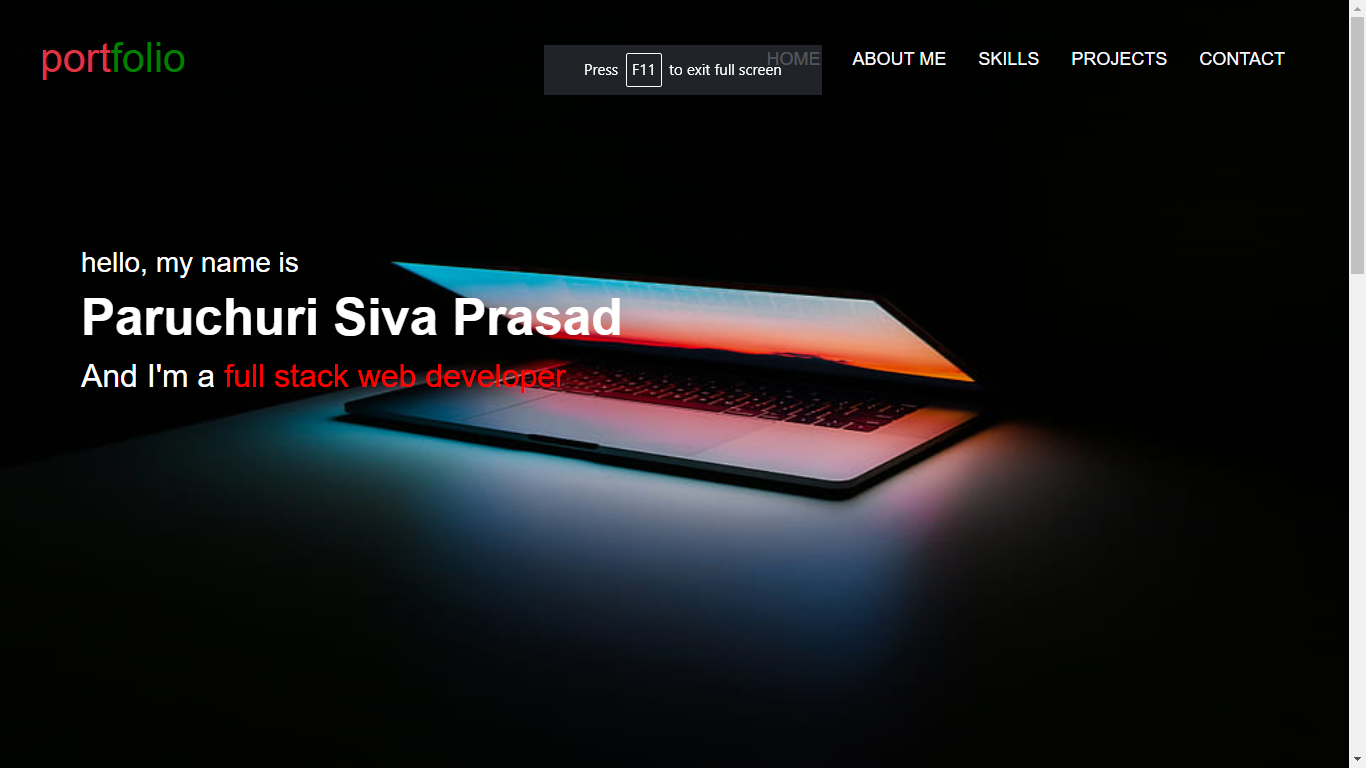 portfolio
HOME ABOUT ME SKILLS PROJECTS CONTACT
Press F11 to exit full screen
hello, my name is
Paruchuri Siva Prasad
And I'm a full stack web developer